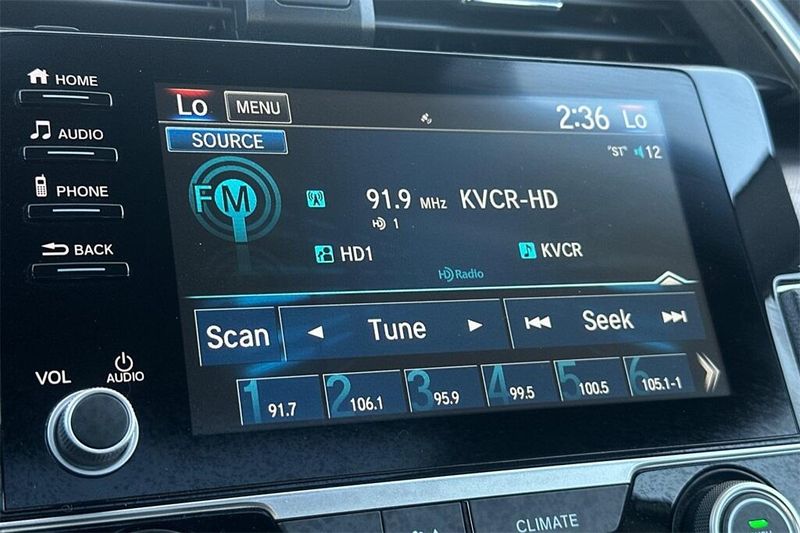 HOME
AUDIO
PHONE
BACK
VOL
AUDIO
Lo MENU 2:36 Lo
SOURCE "ST" 12
FM 91.9 MHz KVCR-HD
HD 1
HD1 KVCR
HD Radio
Scan Tune Seek
1 91.7 2 106.1 3 95.9 4 99.5 5 100.5 6 105.1-1
CLIMATE